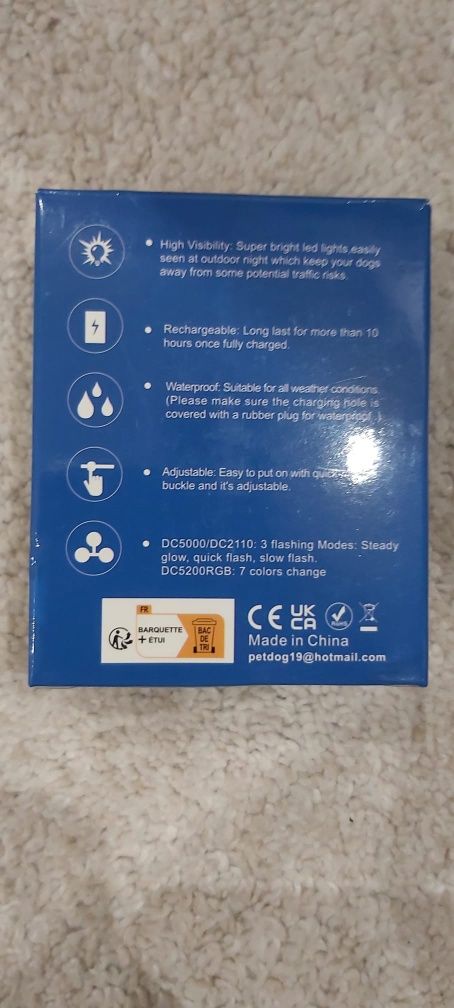 High Visibility: Super bright led lights,easily
seen at outdoor night which keep your dogs
away from some potential traffic risks.
Rechargeable: Long last for more than 10
hours once fully charged.
Waterproof: Suitable for all weather conditions.
(Please make sure the charging hole is
covered with a rubber plug for waterproof.)
Adjustable: Easy to put on with quick
buckle and it's adjustable.
DC5000/DC2110: 3 flashing Modes: Steady
glow, quick flash, slow flash.
DC5200RGB: 7 colors change
FR
BARQUETTE
+ ÉTUI
BAC
DE
TRI
CE UK
CA
RoHS
Made in China
petdog19@hotmail.com